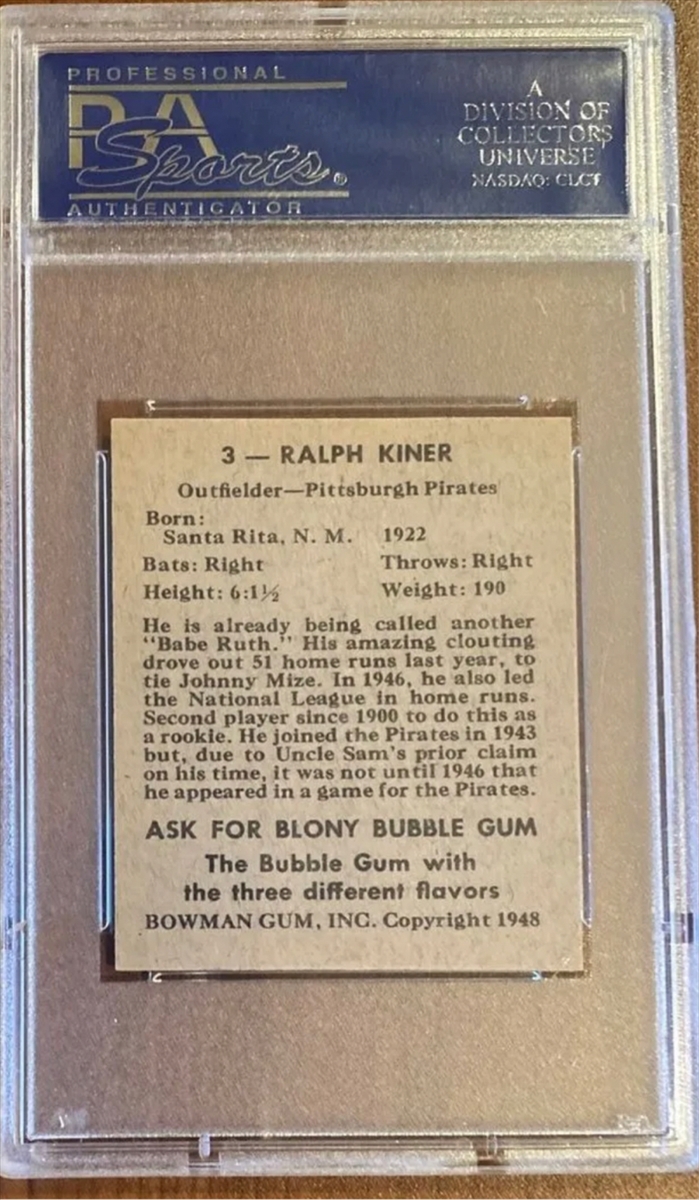 PROFESSIONAL
PSA
Sports®
AUTHENTICATOR
A
DIVISION OF
COLLECTORS
UNIVERSE
NASDAQ: CLCT
3 — RALPH KINER
Outfielder—Pittsburgh Pirates
Born:
Santa Rita, N. M. 1922
Bats: Right Throws: Right
Height: 6:1½ Weight: 190
He is already being called another
"Babe Ruth." His amazing clouting
drove out 51 home runs last year, to
tie Johnny Mize. In 1946, he also led
the National League in home runs.
Second player since 1900 to do this as
a rookie. He joined the Pirates in 1943
but, due to Uncle Sam's prior claim
on his time, it was not until 1946 that
he appeared in a game for the Pirates.
ASK FOR BLONY BUBBLE GUM
The Bubble Gum with
the three different flavors
BOWMAN GUM, INC. Copyright 1948